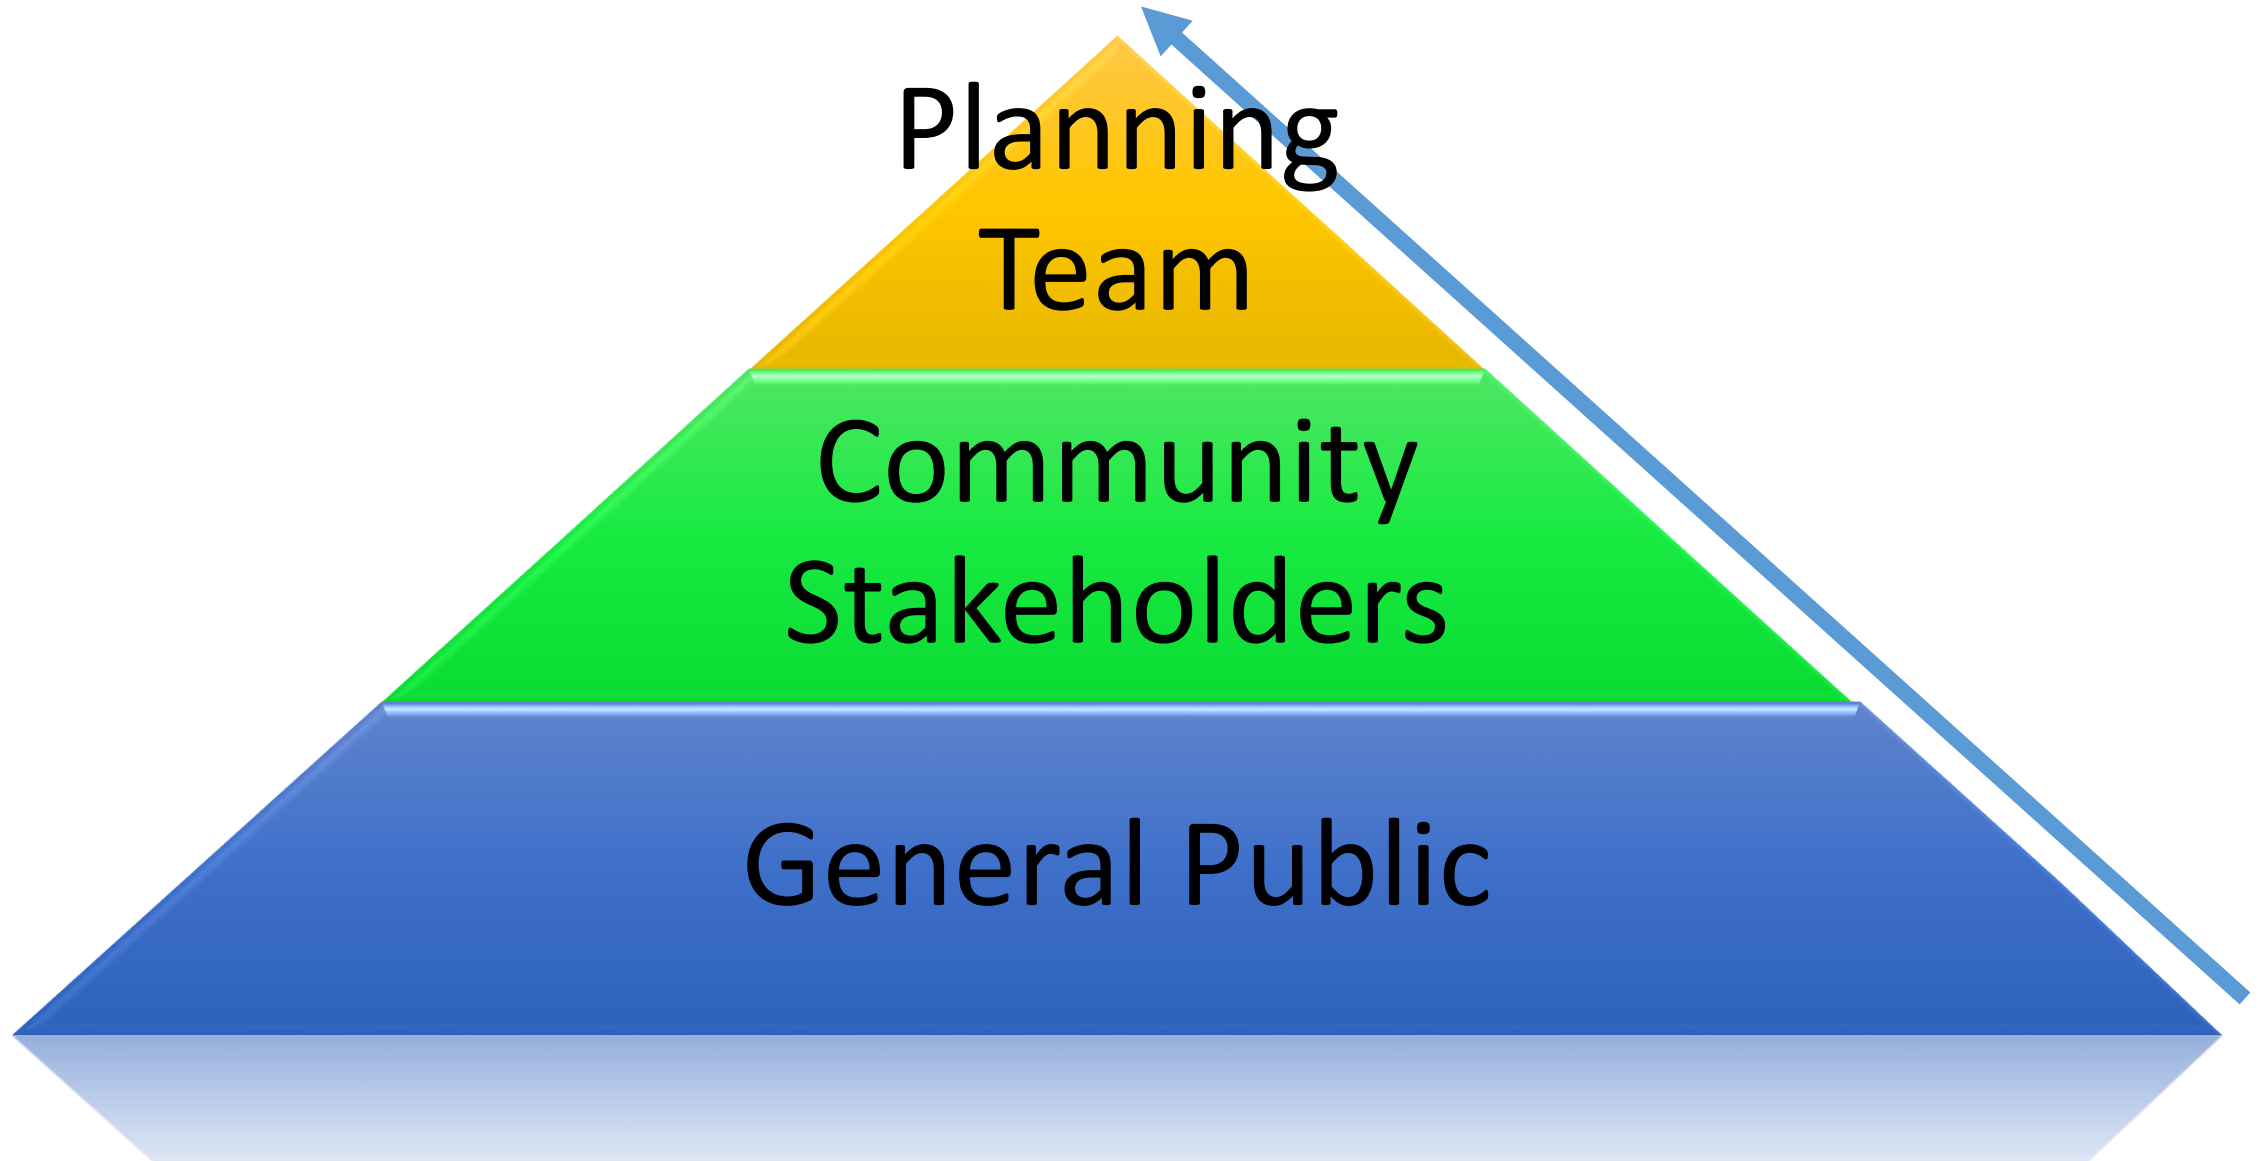 Planning
Team
Community
Stakeholders
General Public